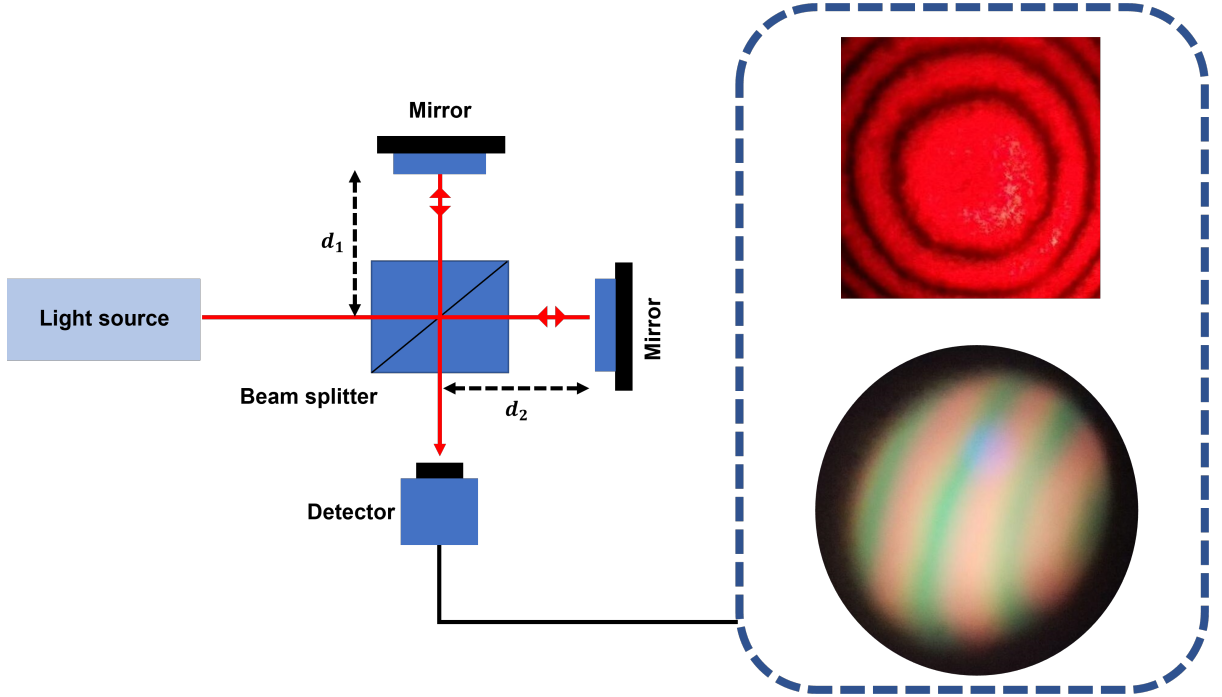 Mirror
d₁
Light source
Mirror
Beam splitter
d₂
Detector